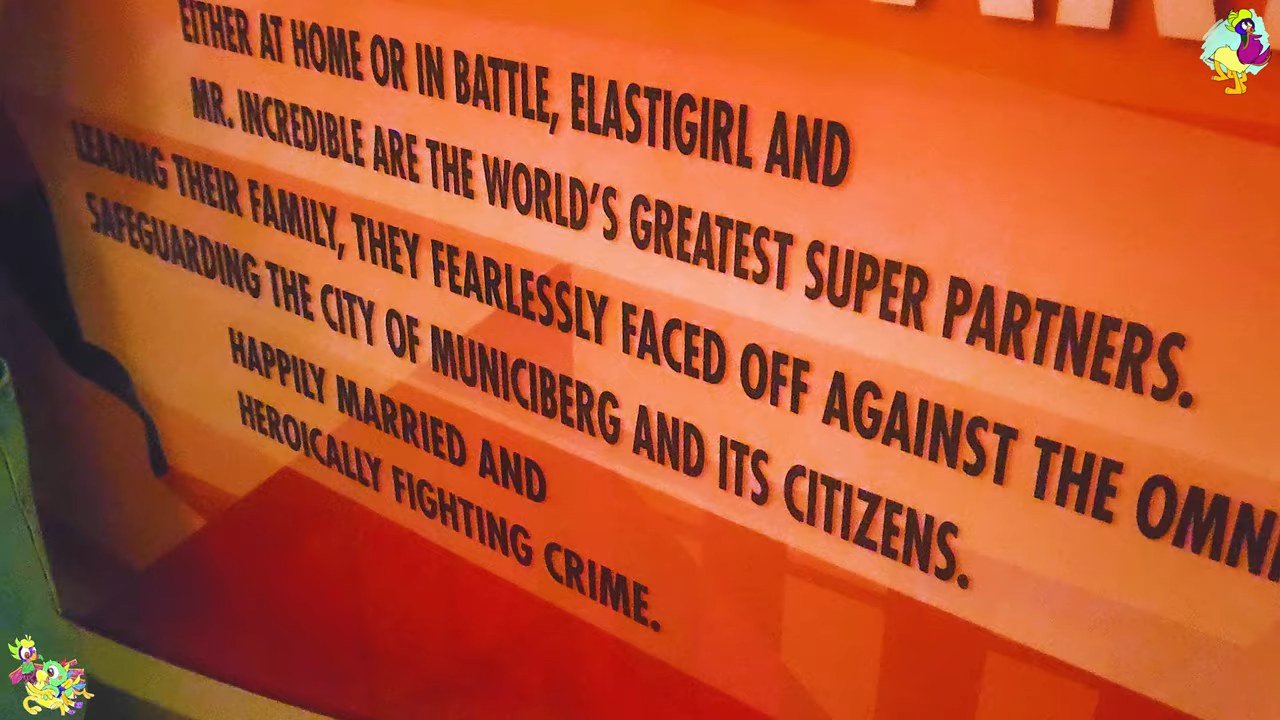 EITHER AT HOME OR IN BATTLE, ELASTIGIRL AND
MR. INCREDIBLE ARE THE WORLD'S GREATEST SUPER PARTNERS.
LEADING THEIR FAMILY, THEY FEARLESSLY FACED OFF AGAINST THE OMNI
SAFEGUARDING THE CITY OF MUNICIBERG AND ITS CITIZENS.
HAPPILY MARRIED AND
HEROICALLY FIGHTING CRIME.